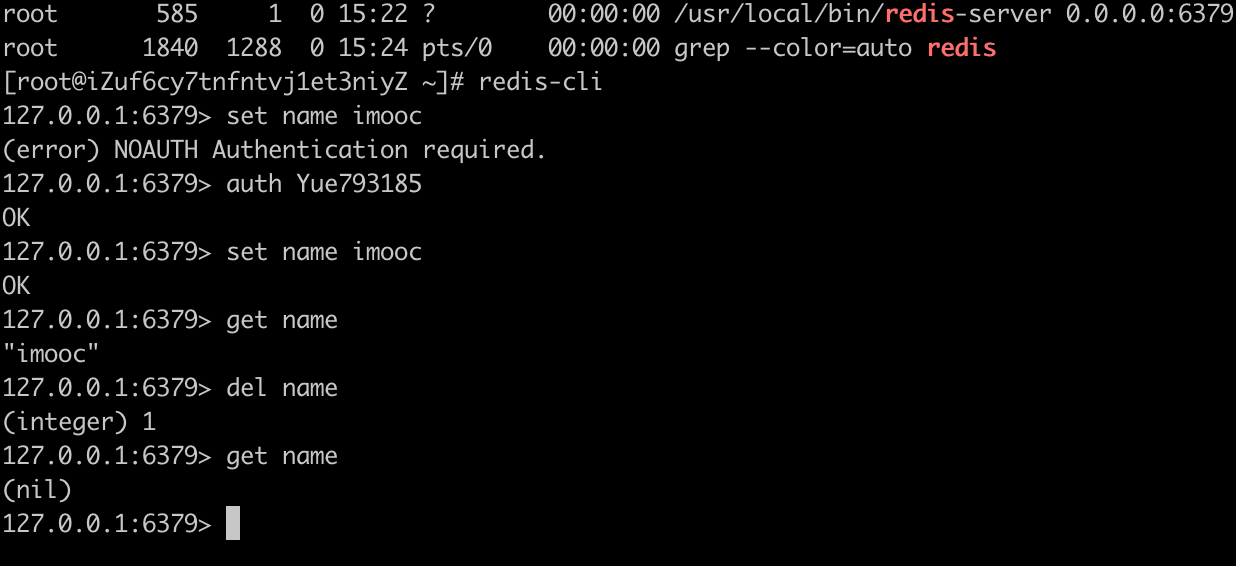 root       585     1  0 15:22 ?        00:00:00 /usr/local/bin/redis-server 0.0.0.0:6379
root      1840  1288  0 15:24 pts/0    00:00:00 grep --color=auto redis
[root@iZuf6cy7tnfntvj1et3niyZ ~]# redis-cli
127.0.0.1:6379> set name imooc
(error) NOAUTH Authentication required.
127.0.0.1:6379> auth Yue793185
OK
127.0.0.1:6379> set name imooc
OK
127.0.0.1:6379> get name
"imooc"
127.0.0.1:6379> del name
(integer) 1
127.0.0.1:6379> get name
(nil)
127.0.0.1:6379>